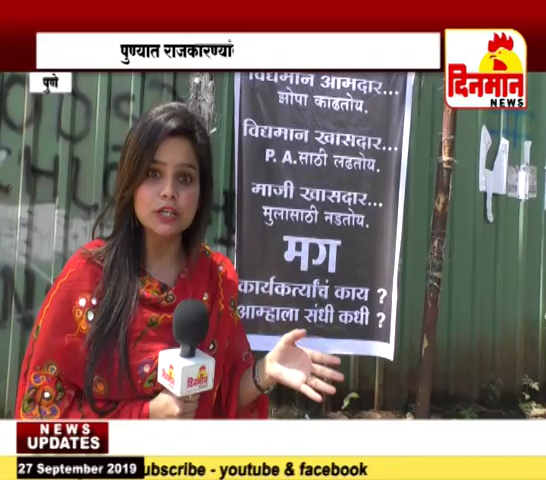 पुण्यात राजकारण्यां
दिनमान
NEWS
पुणे
विद्यमान आमदार...
झोपा काढतोय.
विद्यमान खासदार...
P. A.साठी लढतोय.
माजी खासदार...
मुलासाठी नडतोय.
मग
कार्यकर्त्यांचं काय ?
आम्हाला संधी कधी ?
दिनमान
NEWS
UPDATES
27 September 2019 ubscribe - youtube & facebook